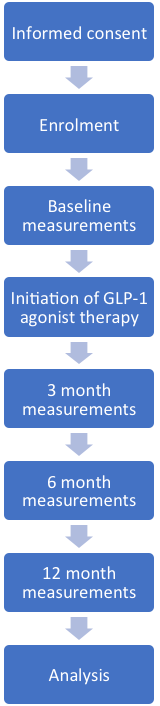 Informed consent
Enrolment
Baseline
measurements
Initiation of GLP-1
agonist therapy
3 month
measurements
6 month
measurements
12 month
measurements
Analysis